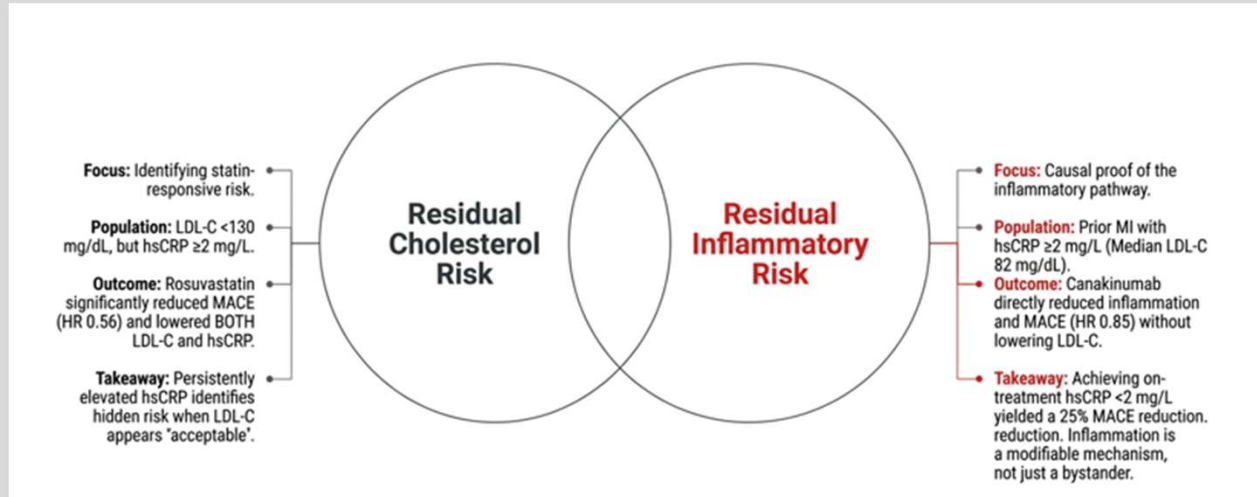 Focus: Identifying statin-
responsive risk.
Population: LDL-C <130
mg/dL, but hsCRP ≥2 mg/L.
Outcome: Rosuvastatin
significantly reduced MACE
(HR 0.56) and lowered BOTH
LDL-C and hsCRP.
Takeaway: Persistently
elevated hsCRP identifies
hidden risk when LDL-C
appears "acceptable".
Residual
Cholesterol
Risk
Residual
Inflammatory
Risk
Focus: Causal proof of the
inflammatory pathway.
Population: Prior MI with
hsCRP ≥2 mg/L (Median LDL-C
82 mg/dL).
Outcome: Canakinumab
directly reduced inflammation
and MACE (HR 0.85) without
lowering LDL-C.
Takeaway: Achieving on-
treatment hsCRP <2 mg/L
yielded a 25% MACE reduction.
reduction. Inflammation is
a modifiable mechanism,
not just a bystander.